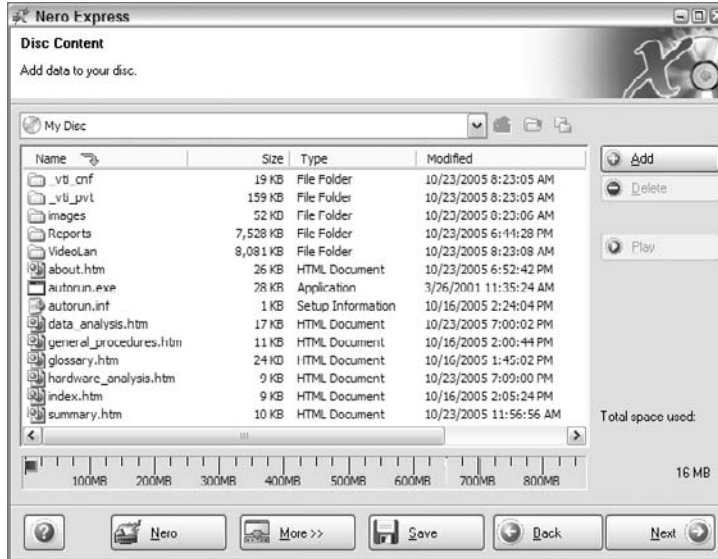 Nero Express
Disc Content
Add data to your disc.
My Disc
Name Size Type Modified
_vti_cnf 19 KB File Folder 10/23/2005 8:23:05 AM
_vti_pvt 159 KB File Folder 10/23/2005 8:23:05 AM
images 52 KB File Folder 10/23/2005 8:23:06 AM
Reports 7,528 KB File Folder 10/23/2005 6:44:28 PM
VideoLan 8,081 KB File Folder 10/23/2005 8:23:08 AM
about.htm 26 KB HTML Document 10/23/2005 6:52:42 PM
autorun.exe 28 KB Application 3/26/2001 11:35:24 AM
autorun.inf 1 KB Setup Information 10/16/2005 2:24:04 PM
data_analysis.htm 17 KB HTML Document 10/23/2005 7:00:02 PM
general_procedures.htm 11 KB HTML Document 10/16/2005 2:00:44 PM
glossary.htm 24 KB HTML Document 10/16/2005 1:45:02 PM
hardware_analysis.htm 9 KB HTML Document 10/23/2005 7:09:00 PM
index.htm 9 KB HTML Document 10/16/2005 2:05:24 PM
summary.htm 10 KB HTML Document 10/23/2005 11:56:56 AM
Add
Delete
Play
Total space used:
16 MB
100MB 200MB 300MB 400MB 500MB 600MB 700MB 800MB
Nero More >> Save Back Next